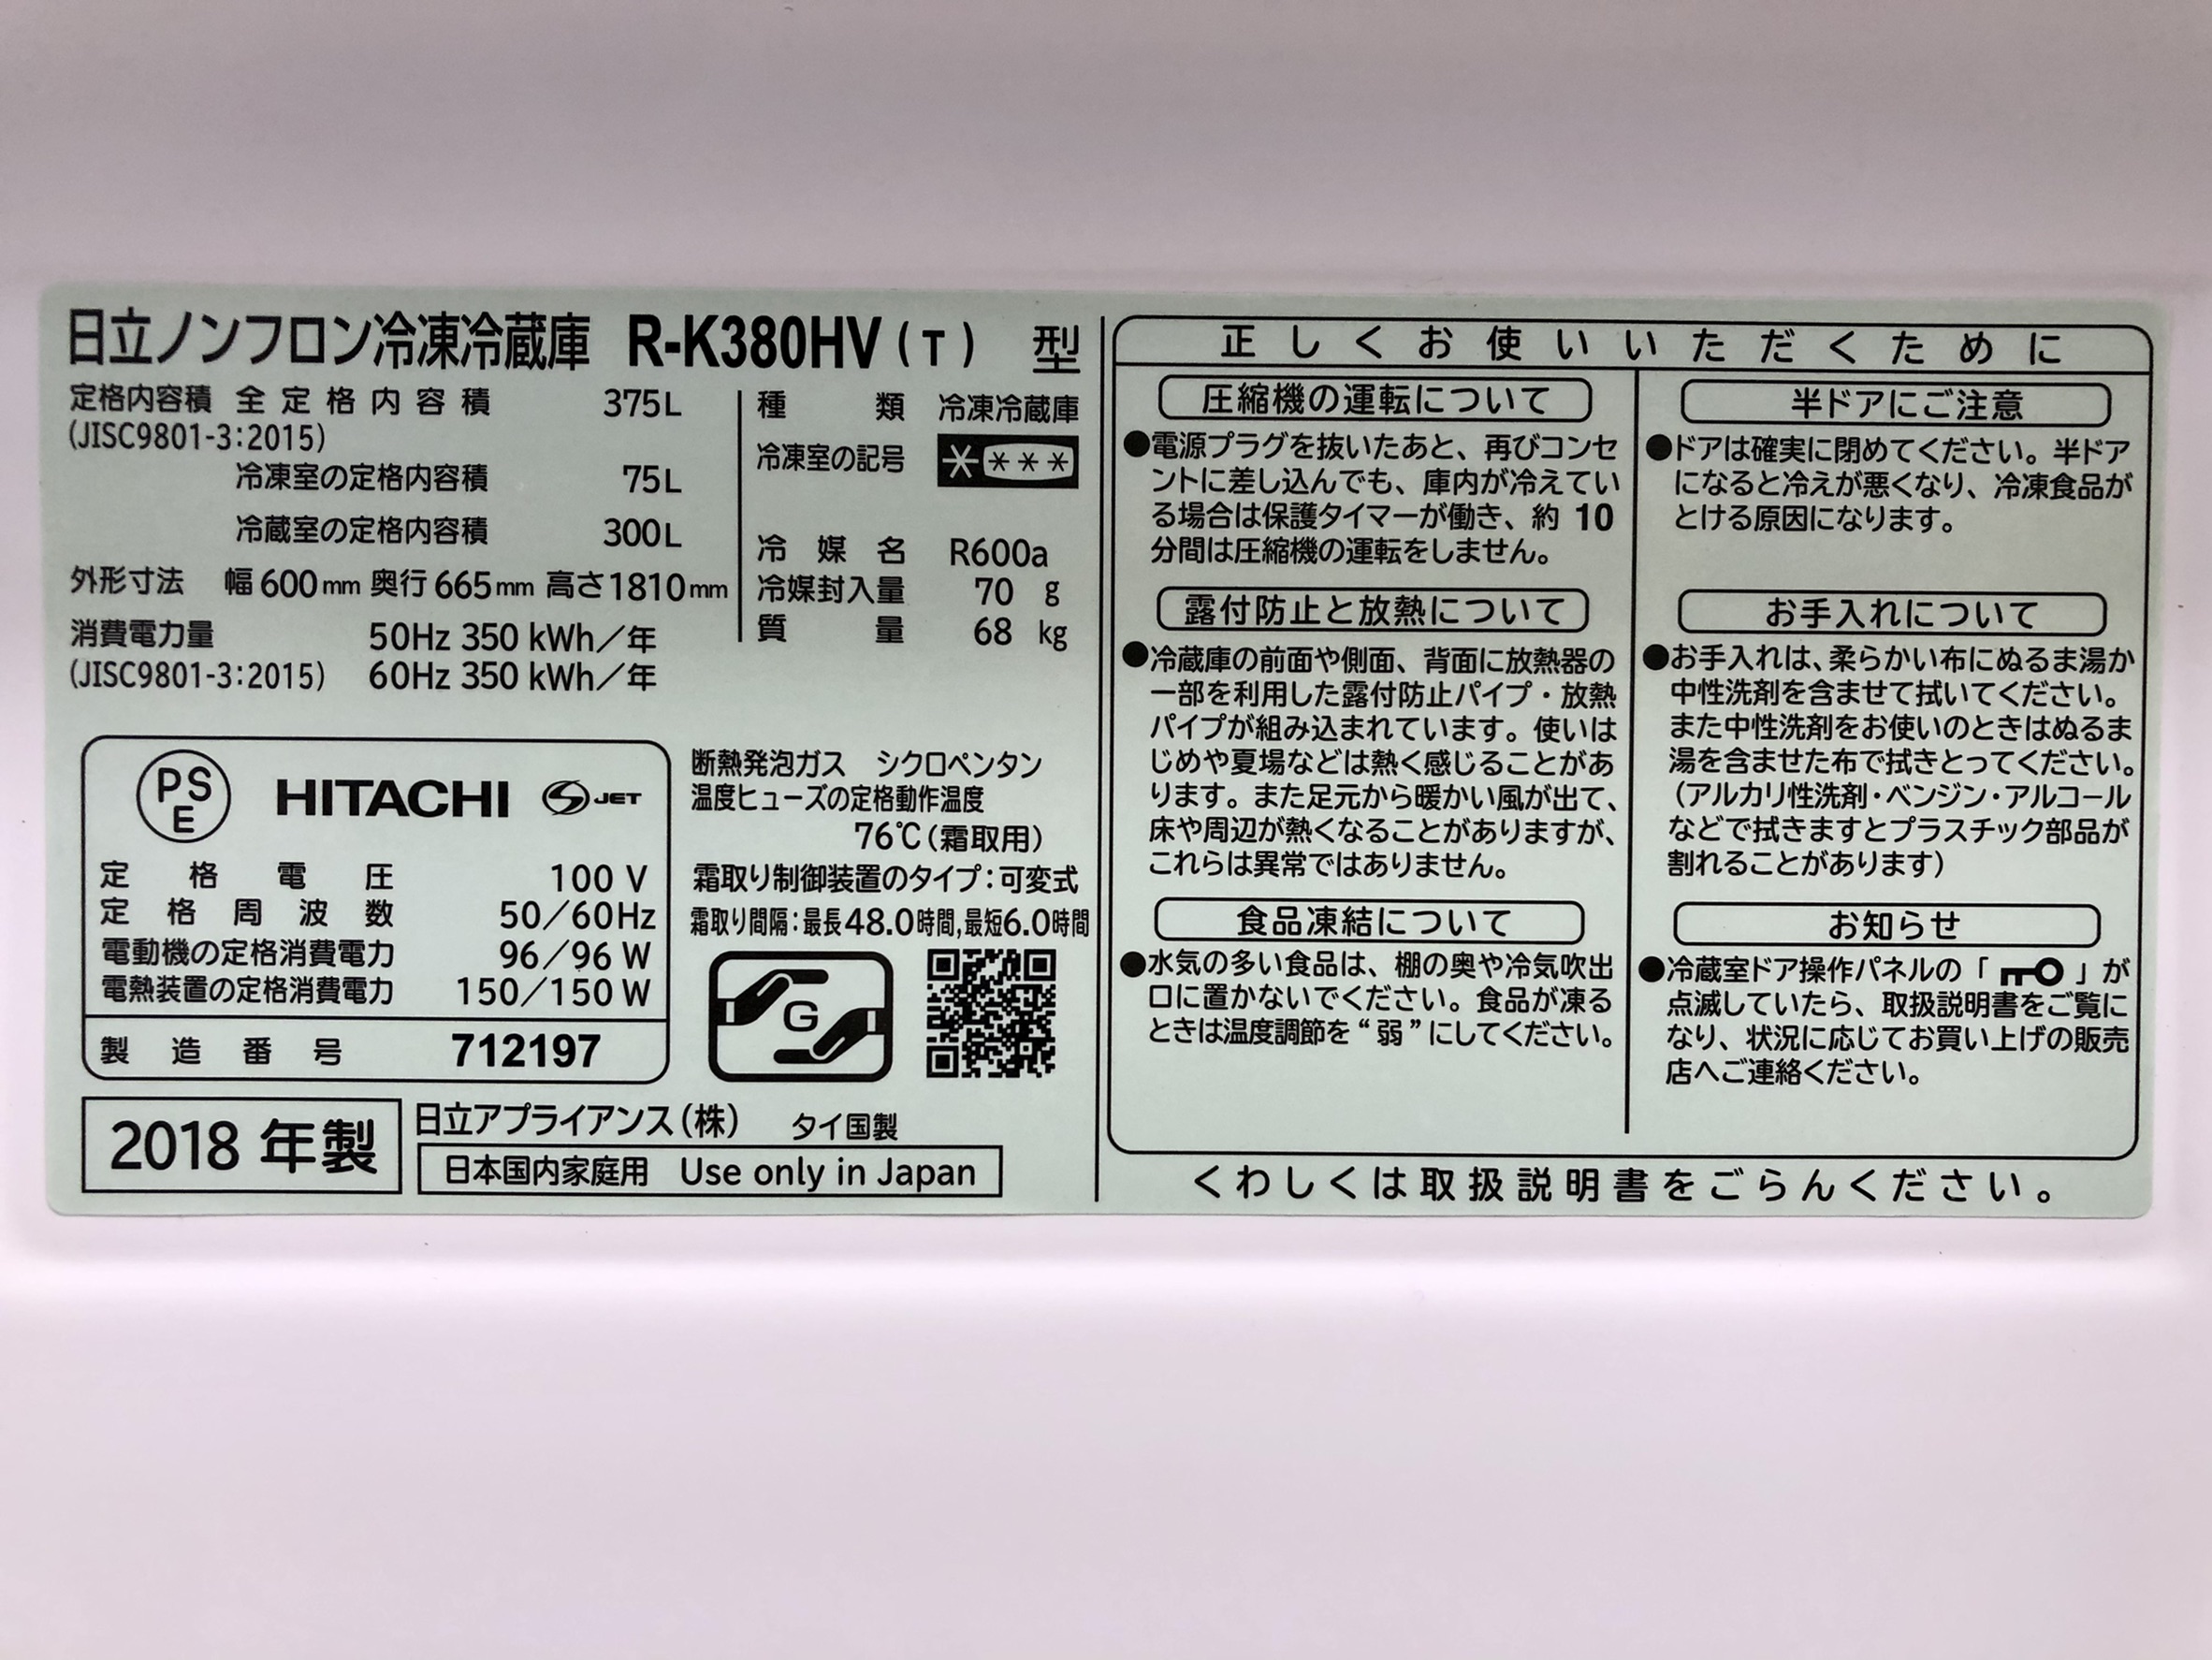 日立ノンフロン冷凍冷蔵庫 R-K380HV(T) 型
定格内容積 全定格内容積 375L
(JISC9801-3:2015)
冷凍室の定格内容積 75L
冷蔵室の定格内容積 300L
外形寸法 幅600mm 奥行665mm 高さ1810mm
消費電力量 50Hz 350 kWh/年
(JISC9801-3:2015) 60Hz 350 kWh/年
種類 冷凍冷蔵庫
冷凍室の記号 * ***
冷媒名 R600a
冷媒封入量 70 g
質量 68 kg
PS
E
HITACHI S JET
定格電圧 100 V
定格周波数 50/60Hz
電動機の定格消費電力 96/96 W
電熱装置の定格消費電力 150/150 W
製造番号 712197
断熱発泡ガス シクロペンタン
温度ヒューズの定格動作温度
76℃(霜取用)
霜取り制御装置のタイプ:可変式
霜取り間隔:最長48.0時間,最短6.0時間
G
2018 年製
日立アプライアンス(株) タイ国製
日本国内家庭用 Use only in Japan
正しくお使いいただくために
圧縮機の運転について
●電源プラグを抜いたあと、再びコンセ
ントに差し込んでも、庫内が冷えてい
る場合は保護タイマーが働き、約 10
分間は圧縮機の運転をしません。
露付防止と放熱について
●冷蔵庫の前面や側面、背面に放熱器の
一部を利用した露付防止パイプ・放熱
パイプが組み込まれています。使いは
じめや夏場などは熱く感じることがあ
ります。また足元から暖かい風が出て、
床や周辺が熱くなることがありますが、
これらは異常ではありません。
食品凍結について
●水気の多い食品は、棚の奥や冷気吹出
口に置かないでください。食品が凍る
ときは温度調節を“弱”にしてください。
半ドアにご注意
●ドアは確実に閉めてください。半ドア
になると冷えが悪くなり、冷凍食品が
とける原因になります。
お手入れについて
●お手入れは、柔らかい布にぬるま湯か
中性洗剤を含ませて拭いてください。
また中性洗剤をお使いのときはぬるま
湯を含ませた布で拭きとってください。
(アルカリ性洗剤・ベンジン・アルコール
などで拭きますとプラスチック部品が
割れることがあります)
お知らせ
●冷蔵室ドア操作パネルの「 」が
点滅していたら、取扱説明書をご覧に
なり、状況に応じてお買い上げの販売
店へご連絡ください。
くわしくは取扱説明書をごらんください。